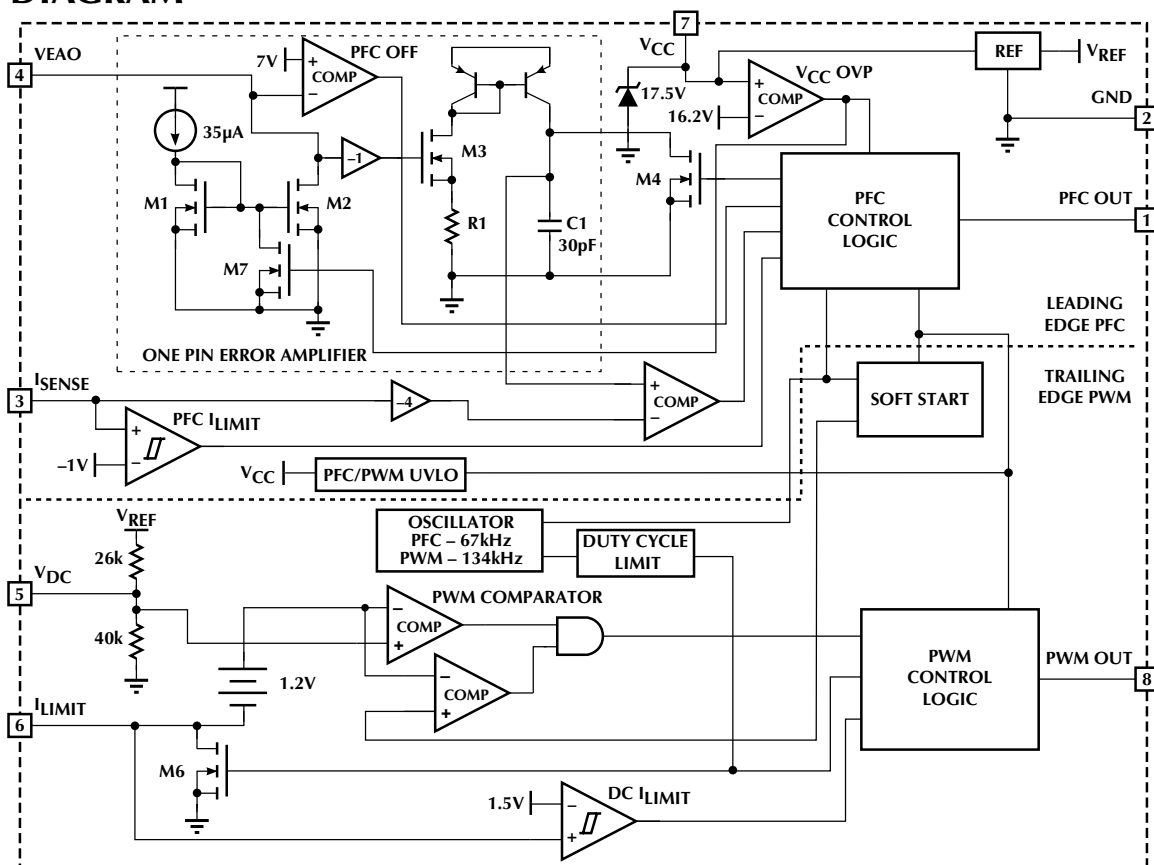 DIAGRAM
7
VEAO
4
7V
+
COMP
−
PFC OFF
VCC
17.5V
+
COMP
−
16.2V
VCC OVP
REF
VREF
GND
2
35µA
−1
M3
M1
M2
M7
R1
C1
30pF
M4
PFC
CONTROL
LOGIC
PFC OUT
1
LEADING
EDGE PFC
ONE PIN ERROR AMPLIFIER
TRAILING
EDGE PWM
ISENSE
3
−4
+
COMP
−
SOFT START
PFC ILIMIT
+
−
−1V
VCC
PFC/PWM UVLO
VREF
26k
OSCILLATOR
PFC – 67kHz
PWM – 134kHz
DUTY CYCLE
LIMIT
VDC
5
40k
PWM COMPARATOR
−
COMP
+
−
COMP
+
1.2V
PWM
CONTROL
LOGIC
PWM OUT
8
ILIMIT
6
M6
1.5V
−
+
DC ILIMIT